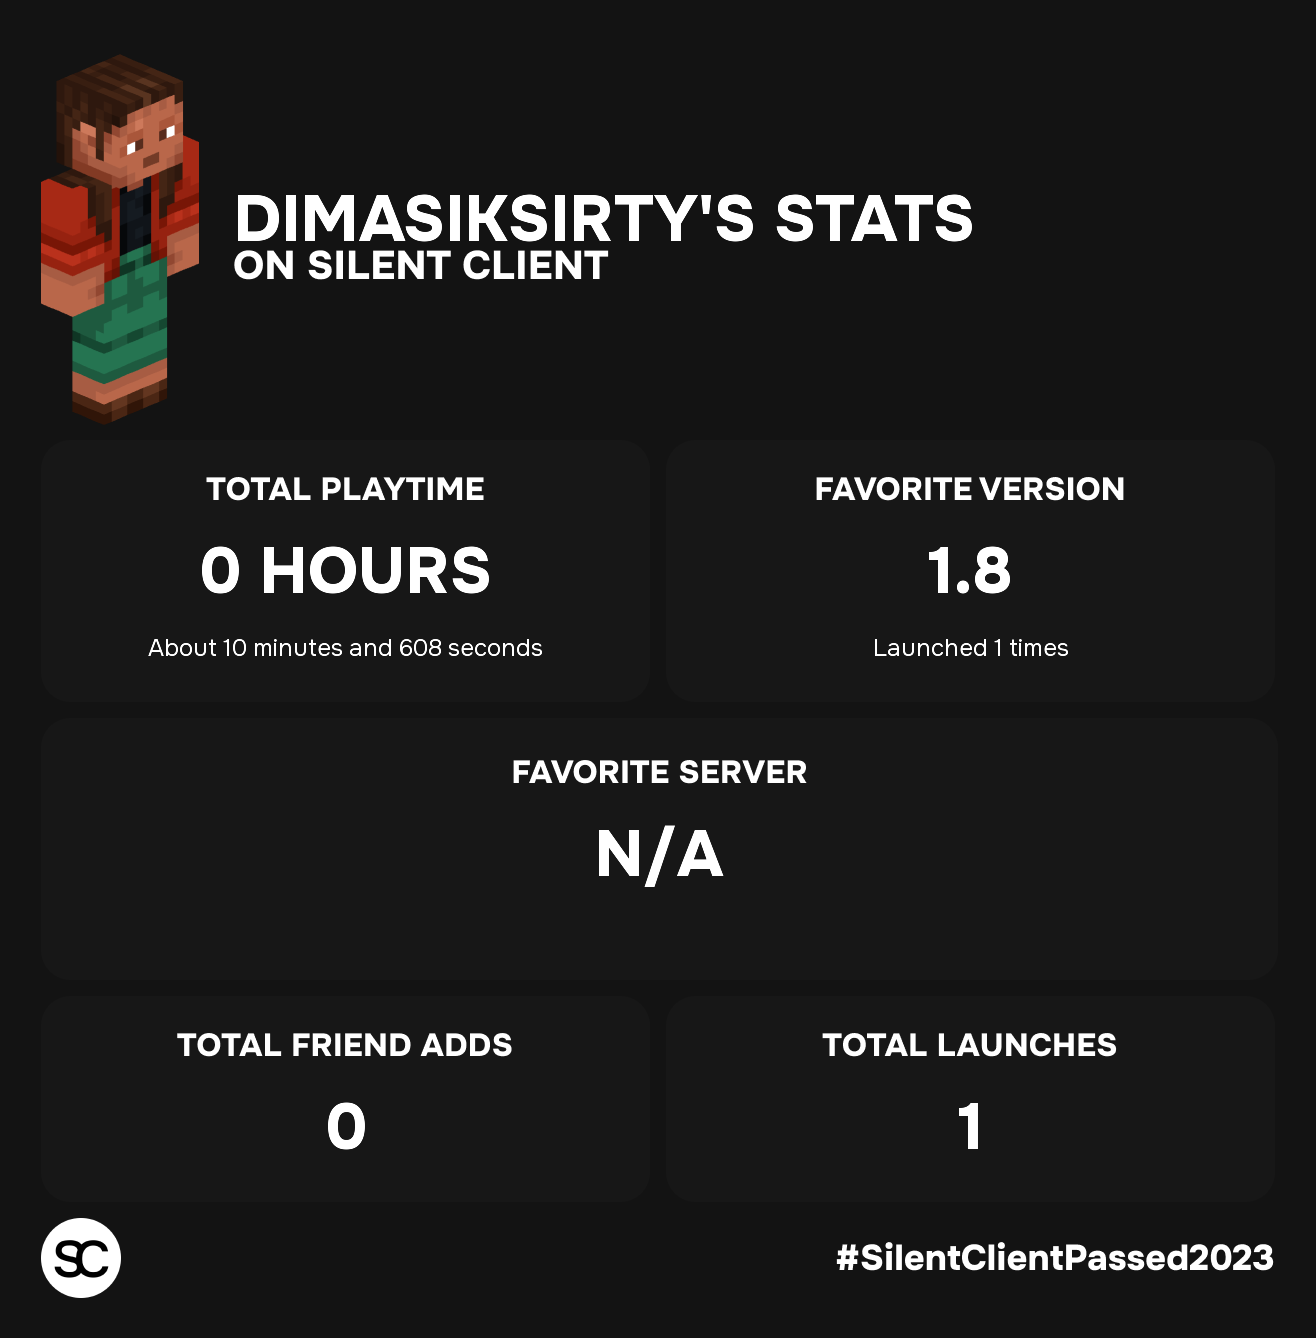 DIMASIKSIRTY'S STATS
ON SILENT CLIENT
TOTAL PLAYTIME
0 HOURS
About 10 minutes and 608 seconds
FAVORITE VERSION
1.8
Launched 1 times
FAVORITE SERVER
N/A
TOTAL FRIEND ADDS
0
TOTAL LAUNCHES
1
SC
#SilentClientPassed2023